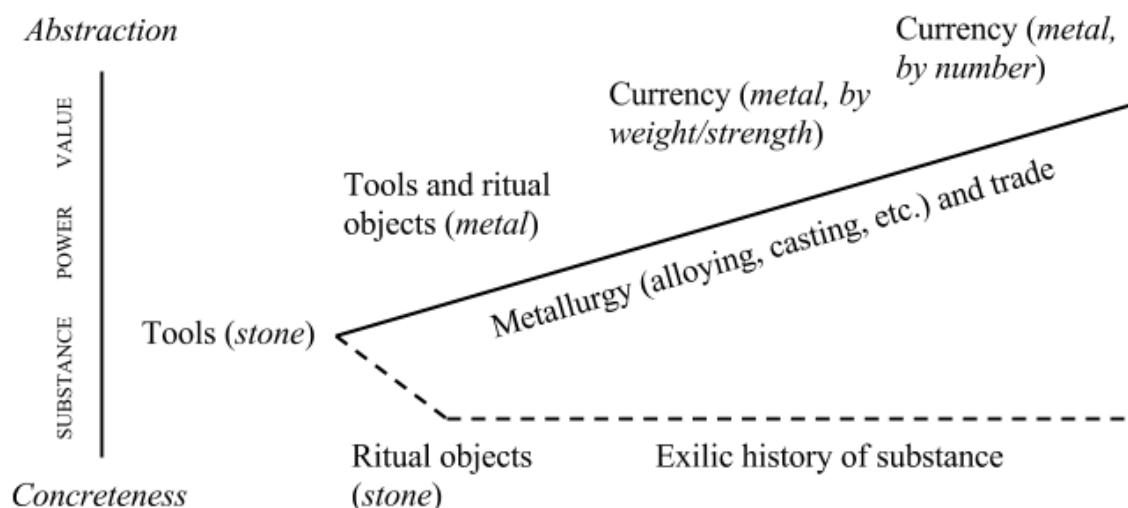 Abstraction
Currency (metal,
by number)
Currency (metal, by
weight/strength)
VALUE
Tools and ritual
objects (metal)
POWER
Metallurgy (alloying, casting, etc.) and trade
Tools (stone)
SUBSTANCE
Ritual objects
(stone)
Exilic history of substance
Concreteness